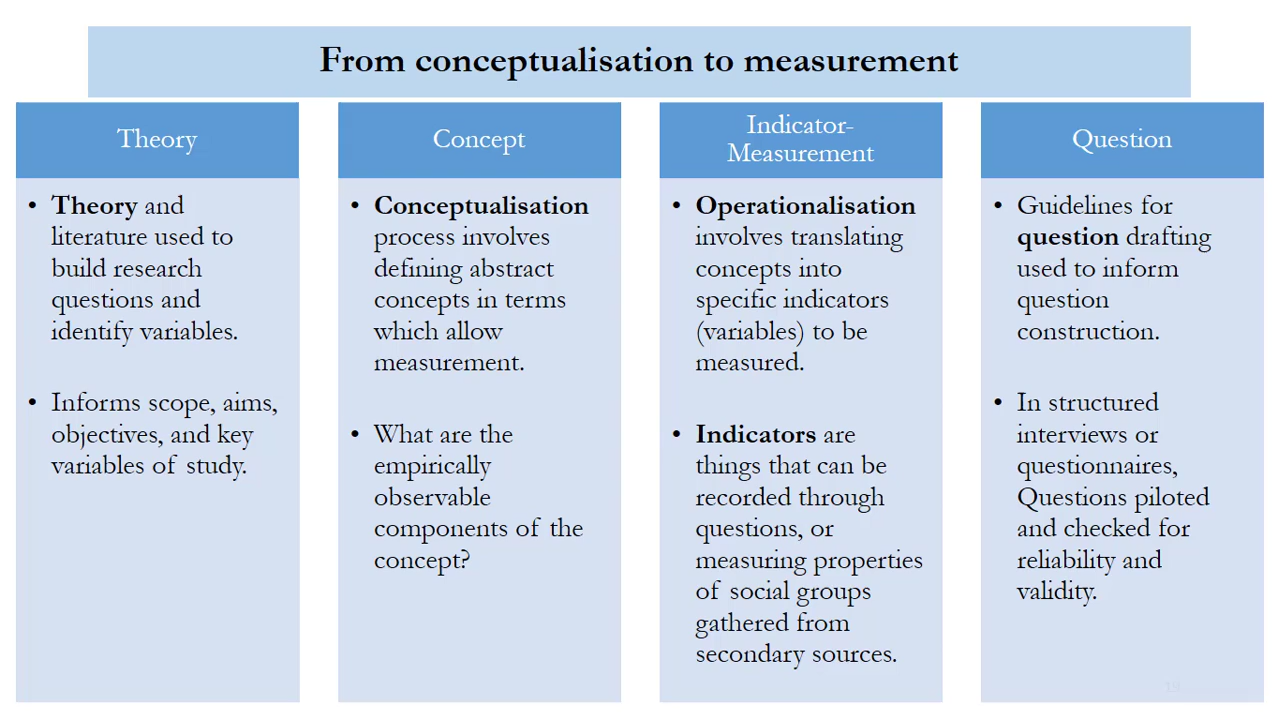 From conceptualisation to measurement
Theory
• Theory and
literature used to
build research
questions and
identify variables.
• Informs scope, aims,
objectives, and key
variables of study.
Concept
• Conceptualisation
process involves
defining abstract
concepts in terms
which allow
measurement.
• What are the
empirically
observable
components of the
concept?
Indicator-
Measurement
• Operationalisation
involves translating
concepts into
specific indicators
(variables) to be
measured.
• Indicators are
things that can be
recorded through
questions, or
measuring properties
of social groups
gathered from
secondary sources.
Question
• Guidelines for
question drafting
used to inform
question
construction.
• In structured
interviews or
questionnaires,
Questions piloted
and checked for
reliability and
validity.